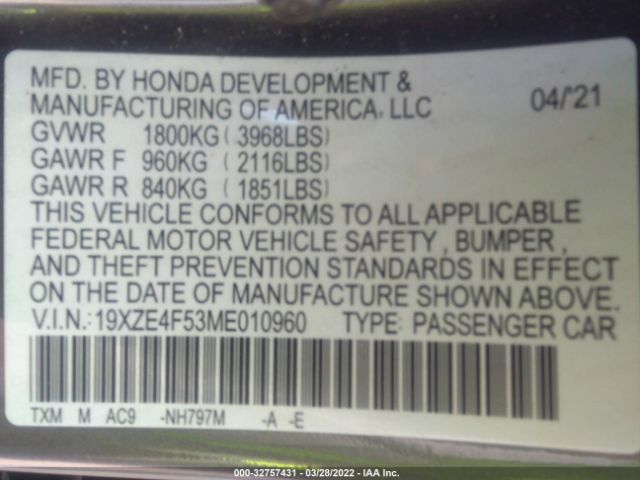 MFD. BY HONDA DEVELOPMENT &
MANUFACTURING OF AMERICA, LLC 04/'21
GVWR 1800KG ( 3968LBS)
GAWR F 960KG ( 2116LBS)
GAWR R 840KG ( 1851LBS)
THIS VEHICLE CONFORMS TO ALL APPLICABLE
FEDERAL MOTOR VEHICLE SAFETY , BUMPER ,
AND THEFT PREVENTION STANDARDS IN EFFECT
ON THE DATE OF MANUFACTURE SHOWN ABOVE.
V.I.N.:19XZE4F53ME010960 TYPE: PASSENGER CAR
TXM M AC9 -NH797M -A -E
000-32757431 - 03/28/2022 - IAA Inc.